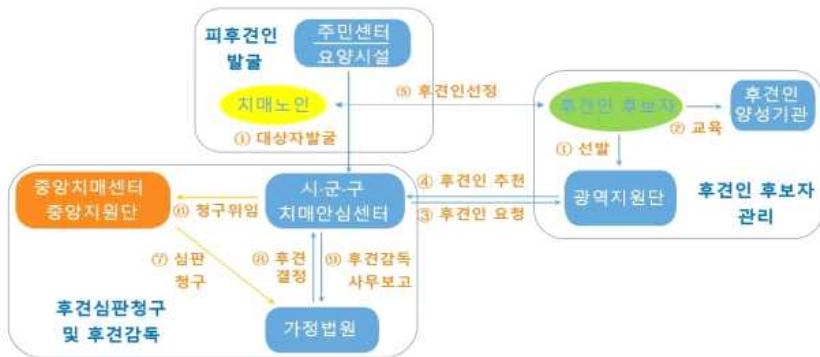 피후견인
발굴
주민센터
요양시설
치매노인
⑤ 후견인선정
후견인 후보자
후견인
양성기관
② 교육
① 대상자발굴
① 선발
중앙치매센터
중앙지원단
⑥ 청구위임
시·군·구
치매안심센터
④ 후견인 추천
③ 후견인 요청
광역지원단
후견인 후보자
관리
⑦ 심판
청구
⑧ 후견
결정
⑨ 후견감독
사무보고
후견심판청구
및 후견감독
가정법원